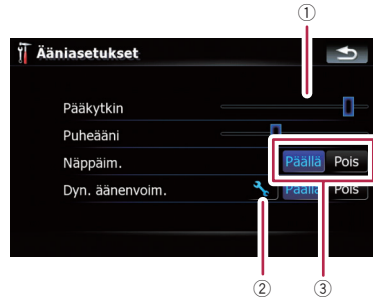 ①
Ääniasetukset
Pääkytkin
Puheääni
Näppäim. Päällä Pois
Dyn. äänenvoim. Päällä Pois
② ③